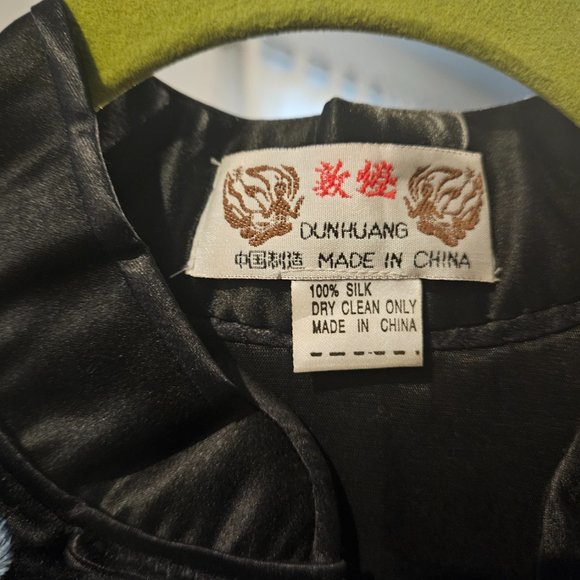 敦煌
DUNHUANG
中国制造 MADE IN CHINA
100% SILK
DRY CLEAN ONLY
MADE IN CHINA